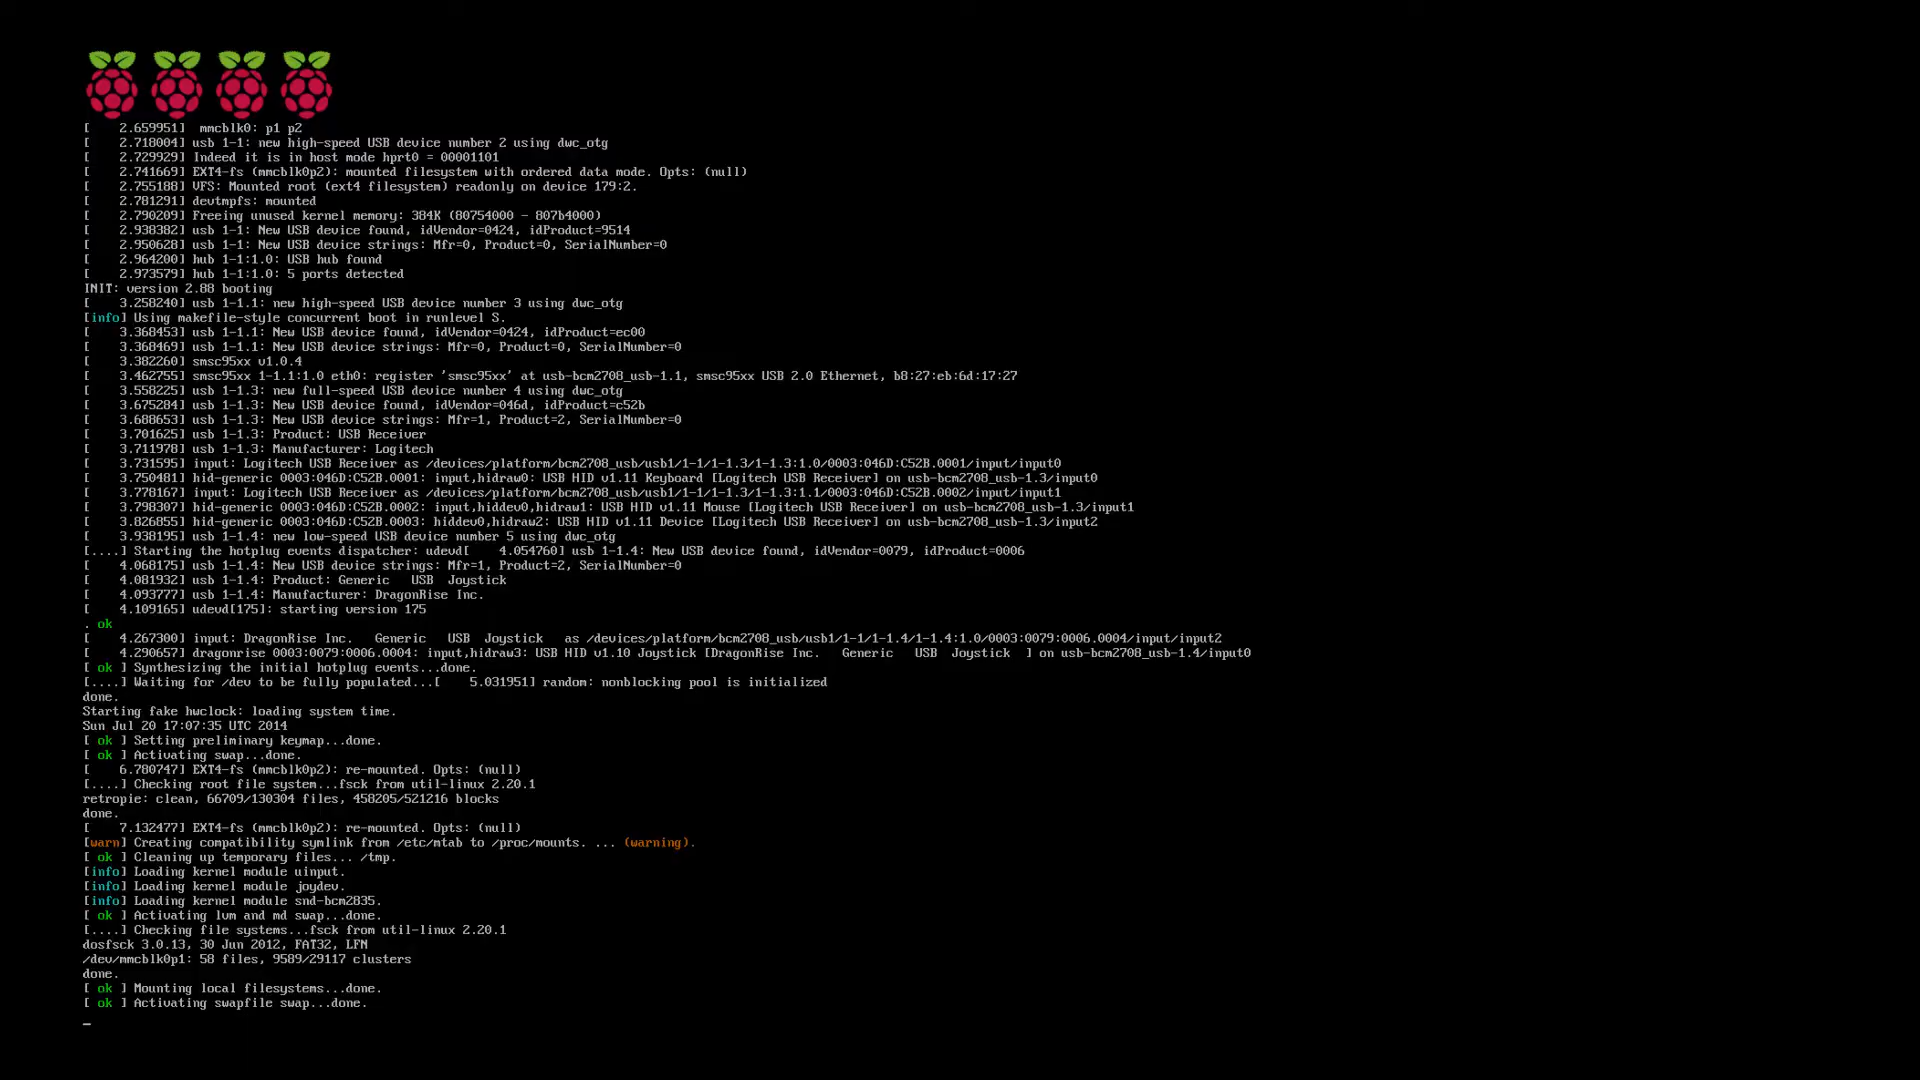 [    2.659951]  mmcblk0: p1 p2
[    2.718004] usb 1-1: new high-speed USB device number 2 using dwc_otg
[    2.729929] Indeed it is in host mode hprt0 = 00001101
[    2.741669] EXT4-fs (mmcblk0p2): mounted filesystem with ordered data mode. Opts: (null)
[    2.755188] VFS: Mounted root (ext4 filesystem) readonly on device 179:2.
[    2.781291] devtmpfs: mounted
[    2.790209] Freeing unused kernel memory: 384K (80754000 - 807b4000)
[    2.938382] usb 1-1: New USB device found, idVendor=0424, idProduct=9514
[    2.950628] usb 1-1: New USB device strings: Mfr=0, Product=0, SerialNumber=0
[    2.964200] hub 1-1:1.0: USB hub found
[    2.973579] hub 1-1:1.0: 5 ports detected
INIT: version 2.88 booting
[    3.258240] usb 1-1.1: new high-speed USB device number 3 using dwc_otg
[info] Using makefile-style concurrent boot in runlevel S.
[    3.368453] usb 1-1.1: New USB device found, idVendor=0424, idProduct=ec00
[    3.368469] usb 1-1.1: New USB device strings: Mfr=0, Product=0, SerialNumber=0
[    3.382260] smsc95xx v1.0.4
[    3.462755] smsc95xx 1-1.1:1.0 eth0: register 'smsc95xx' at usb-bcm2708_usb-1.1, smsc95xx USB 2.0 Ethernet, b8:27:eb:6d:17:27
[    3.558225] usb 1-1.3: new full-speed USB device number 4 using dwc_otg
[    3.675284] usb 1-1.3: New USB device found, idVendor=046d, idProduct=c52b
[    3.688653] usb 1-1.3: New USB device strings: Mfr=1, Product=2, SerialNumber=0
[    3.701625] usb 1-1.3: Product: USB Receiver
[    3.711978] usb 1-1.3: Manufacturer: Logitech
[    3.731595] input: Logitech USB Receiver as /devices/platform/bcm2708_usb/usb1/1-1/1-1.3/1-1.3:1.0/0003:046D:C52B.0001/input/input0
[    3.750481] hid-generic 0003:046D:C52B.0001: input,hidraw0: USB HID v1.11 Keyboard [Logitech USB Receiver] on usb-bcm2708_usb-1.3/input0
[    3.778167] input: Logitech USB Receiver as /devices/platform/bcm2708_usb/usb1/1-1/1-1.3/1-1.3:1.1/0003:046D:C52B.0002/input/input1
[    3.798307] hid-generic 0003:046D:C52B.0002: input,hiddev0,hidraw1: USB HID v1.11 Mouse [Logitech USB Receiver] on usb-bcm2708_usb-1.3/input1
[    3.826855] hid-generic 0003:046D:C52B.0003: hiddev0,hidraw2: USB HID v1.11 Device [Logitech USB Receiver] on usb-bcm2708_usb-1.3/input2
[    3.938195] usb 1-1.4: new low-speed USB device number 5 using dwc_otg
[....] Starting the hotplug events dispatcher: udevd[    4.054760] usb 1-1.4: New USB device found, idVendor=0079, idProduct=0006
[    4.068175] usb 1-1.4: New USB device strings: Mfr=1, Product=2, SerialNumber=0
[    4.081932] usb 1-1.4: Product: Generic   USB  Joystick
[    4.093777] usb 1-1.4: Manufacturer: DragonRise Inc.
[    4.109165] udevd[175]: starting version 175
. ok
[    4.267300] input: DragonRise Inc.   Generic   USB  Joystick   as /devices/platform/bcm2708_usb/usb1/1-1/1-1.4/1-1.4:1.0/0003:0079:0006.0004/input/input2
[    4.290657] dragonrise 0003:0079:0006.0004: input,hidraw3: USB HID v1.10 Joystick [DragonRise Inc.   Generic   USB  Joystick  ] on usb-bcm2708_usb-1.4/input0
[ ok ] Synthesizing the initial hotplug events...done.
[....] Waiting for /dev to be fully populated...[    5.031951] random: nonblocking pool is initialized
done.
Starting fake hwclock: loading system time.
Sun Jul 20 17:07:35 UTC 2014
[ ok ] Setting preliminary keymap...done.
[ ok ] Activating swap...done.
[    6.780747] EXT4-fs (mmcblk0p2): re-mounted. Opts: (null)
[....] Checking root file system...fsck from util-linux 2.20.1
retropie: clean, 66709/130304 files, 458205/521216 blocks
done.
[    7.132477] EXT4-fs (mmcblk0p2): re-mounted. Opts: (null)
[warn] Creating compatibility symlink from /etc/mtab to /proc/mounts. ... (warning).
[ ok ] Cleaning up temporary files... /tmp.
[info] Loading kernel module uinput.
[info] Loading kernel module joydev.
[info] Loading kernel module snd-bcm2835.
[ ok ] Activating lvm and md swap...done.
[....] Checking file systems...fsck from util-linux 2.20.1
dosfsck 3.0.13, 30 Jun 2012, FAT32, LFN
/dev/mmcblk0p1: 58 files, 9589/29117 clusters
done.
[ ok ] Mounting local filesystems...done.
[ ok ] Activating swapfile swap...done.
_